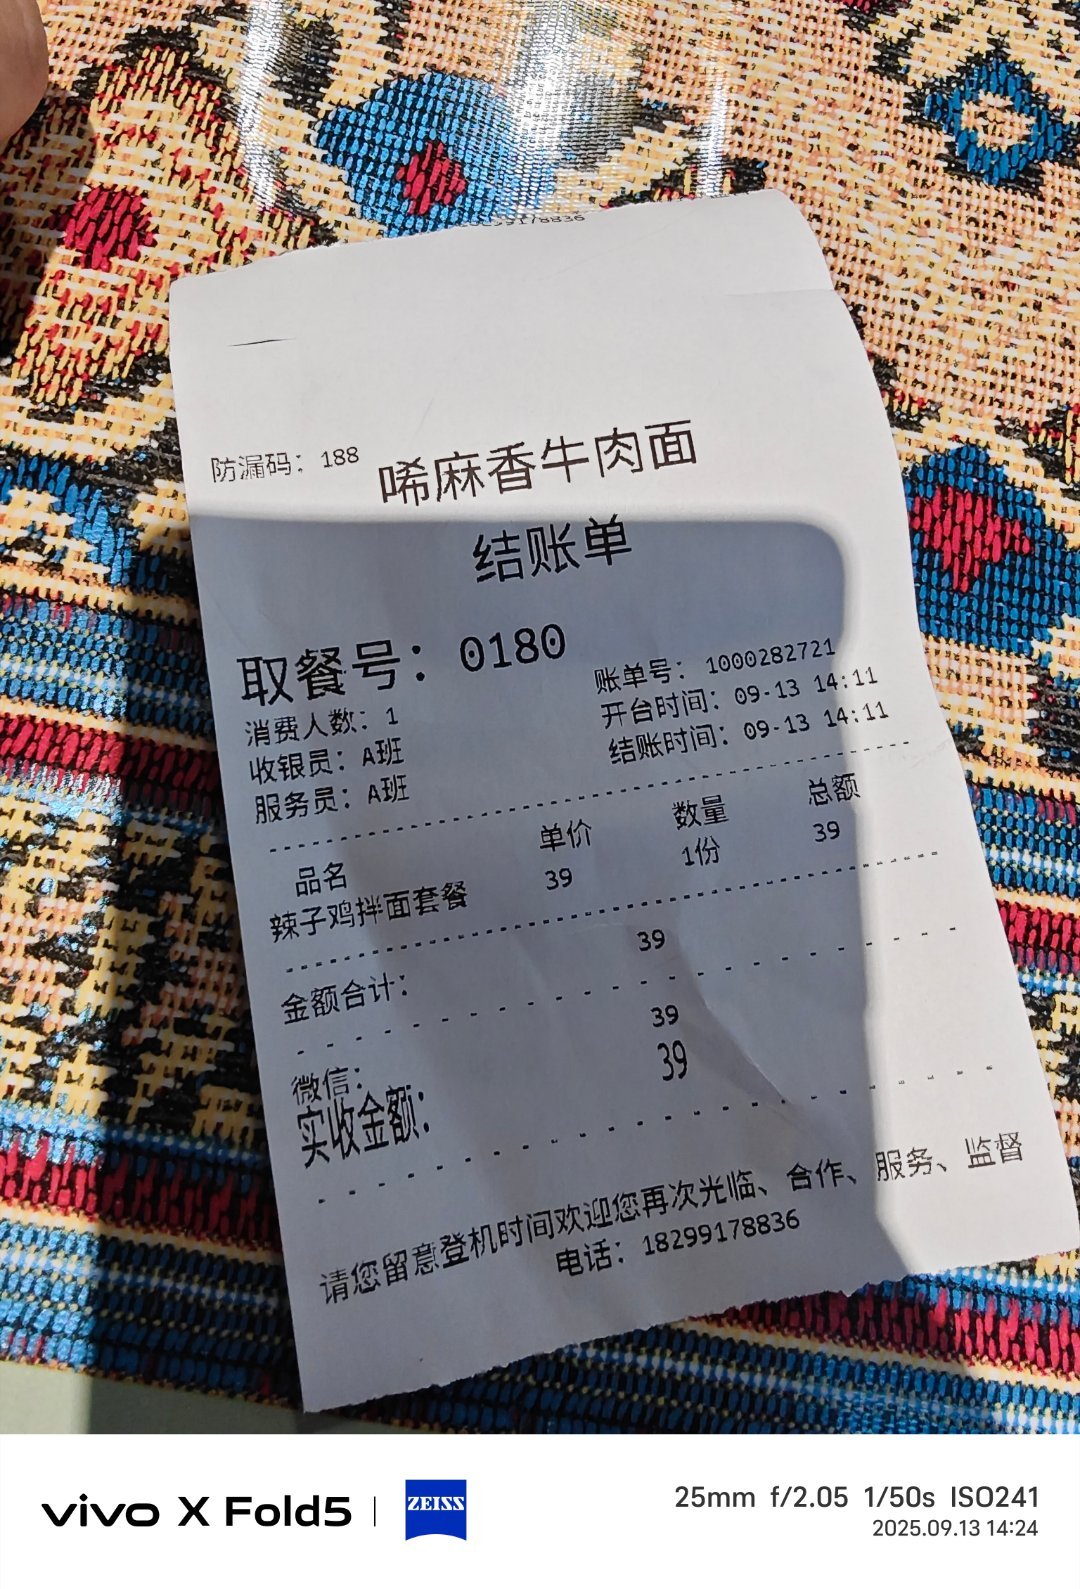 防漏码：188
唏麻香牛肉面
结账单
取餐号：0180
账单号：1000282721
消费人数：1
开台时间：09-13 14:11
收银员：A班
结账时间：09-13 14:11
服务员：A班
品名 单价 数量 总额
辣子鸡拌面套餐 39 1份 39
金额合计： 39
微信： 39
实收金额： 39
请您留意登机时间欢迎您再次光临、合作、服务、监督
电话：18299178836
vivo X Fold5 | ZEISS
25mm f/2.05 1/50s ISO241
2025.09.13 14:24